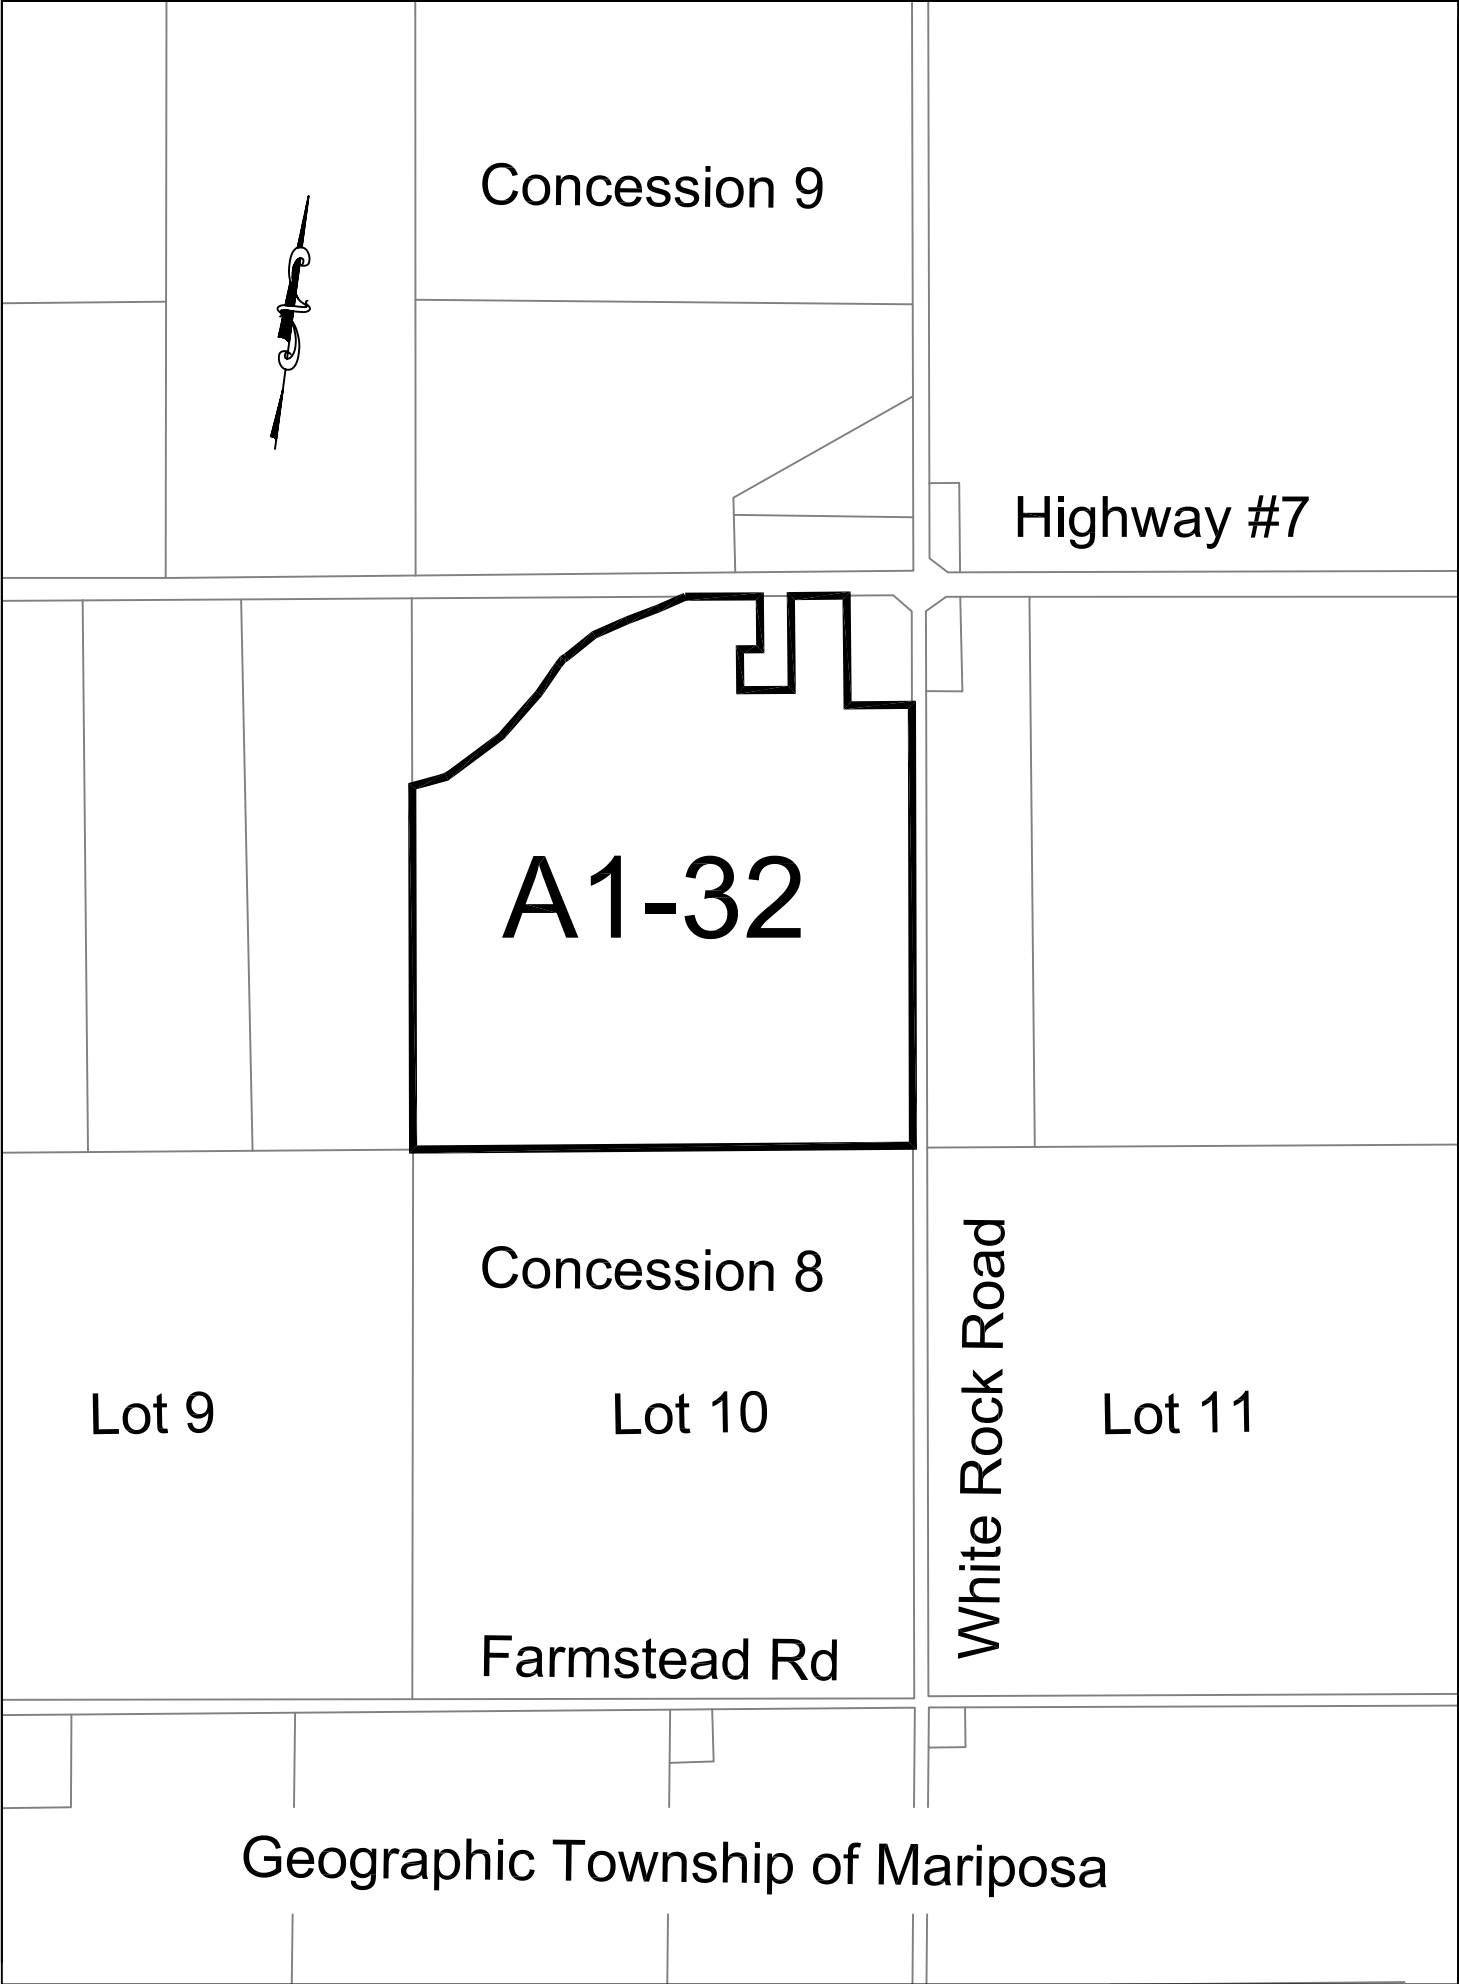 Concession 9
Highway #7
A1-32
Concession 8
Lot 9
Lot 10
Lot 11
White Rock Road
Farmstead Rd
Geographic Township of Mariposa